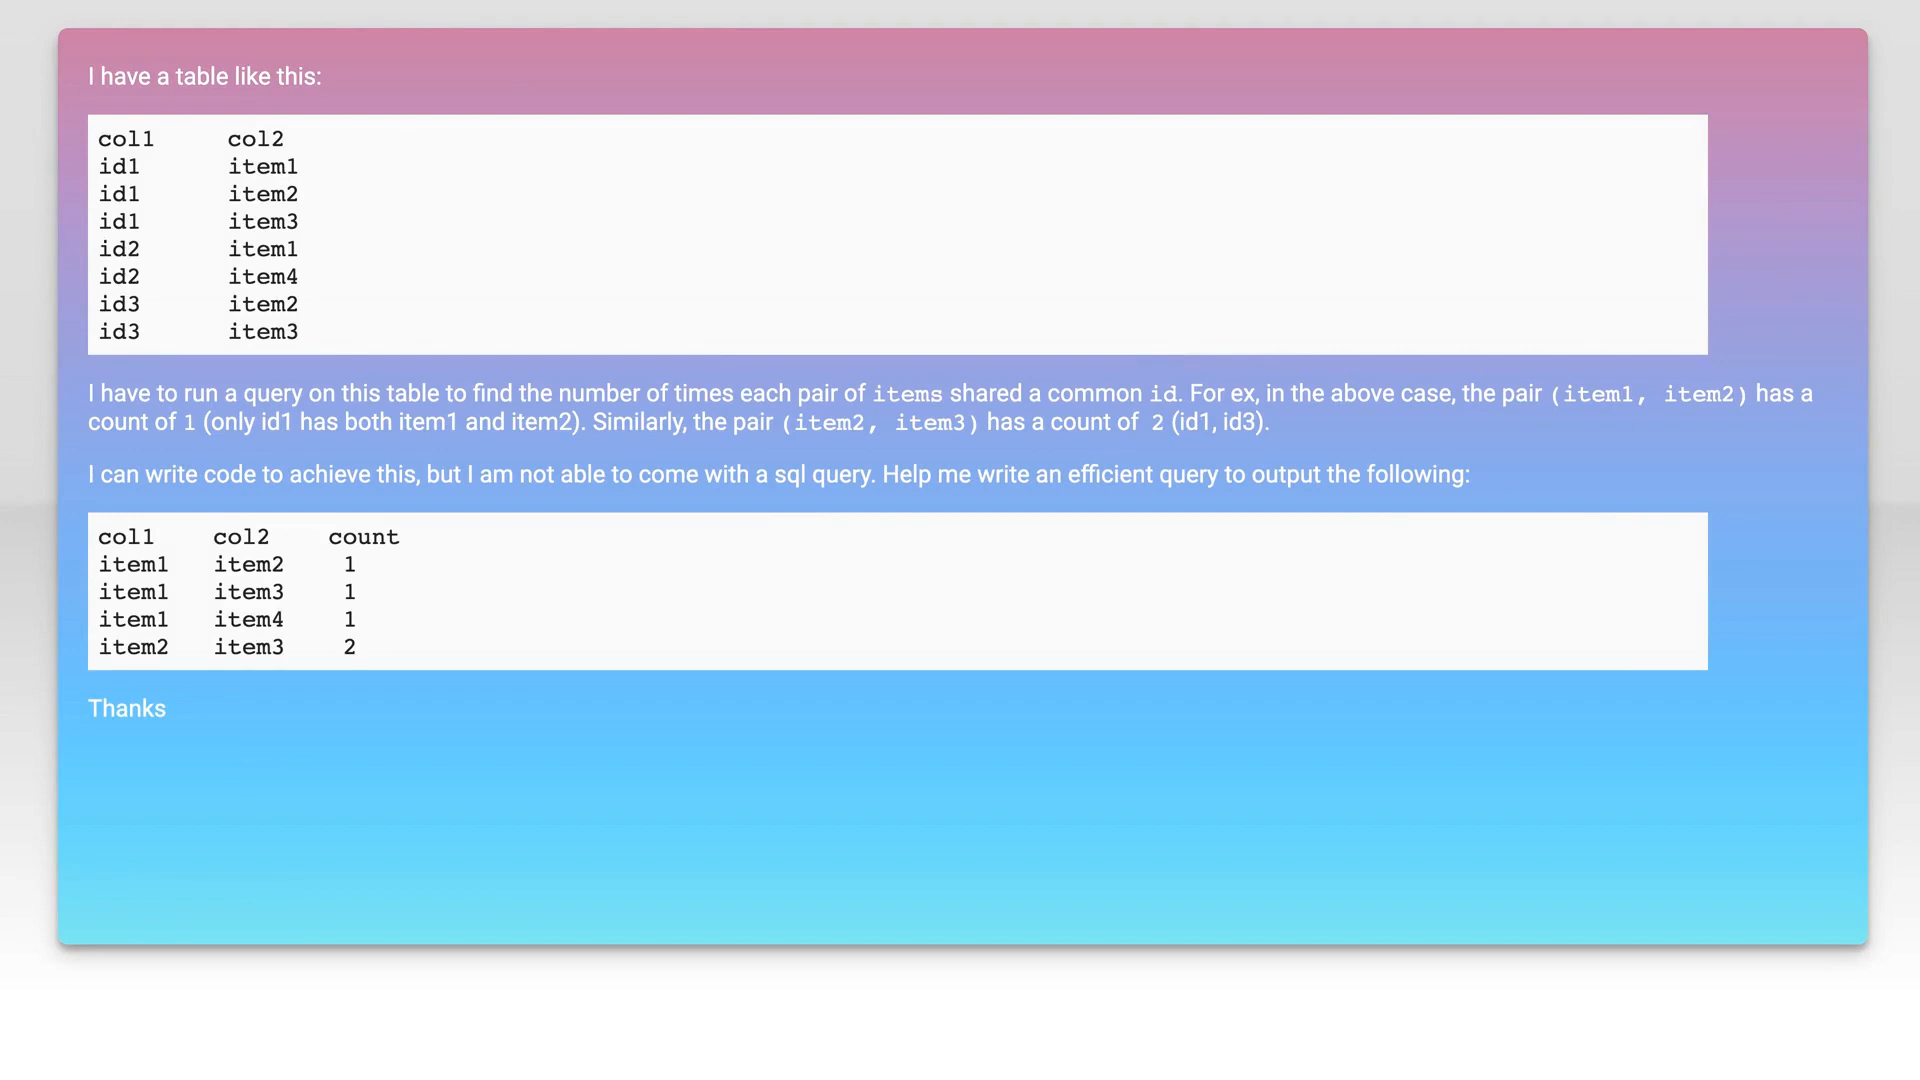 I have a table like this:
col1 col2
id1 item1
id1 item2
id1 item3
id2 item1
id2 item4
id3 item2
id3 item3
I have to run a query on this table to find the number of times each pair of items shared a common id. For ex, in the above case, the pair (item1, item2) has a
count of 1 (only id1 has both item1 and item2). Similarly, the pair (item2, item3) has a count of 2 (id1, id3).
I can write code to achieve this, but I am not able to come with a sql query. Help me write an efficient query to output the following:
col1 col2 count
item1 item2 1
item1 item3 1
item1 item4 1
item2 item3 2
Thanks